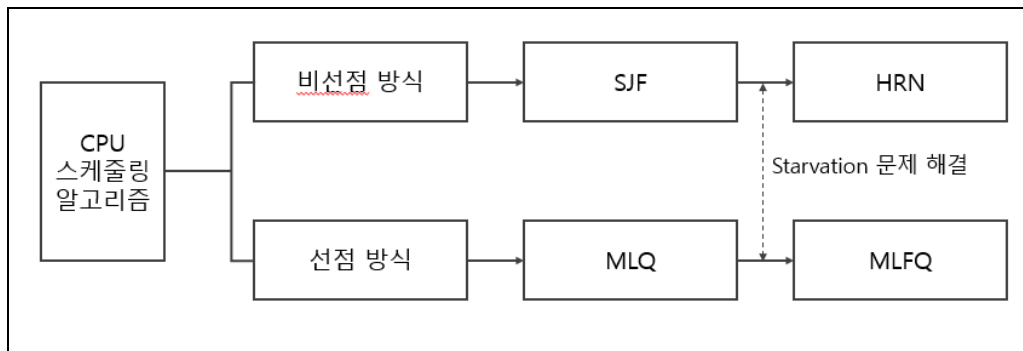 CPU
스케줄링
알고리즘
비선점 방식
SJF
HRN
Starvation 문제 해결
선점 방식
MLQ
MLFQ